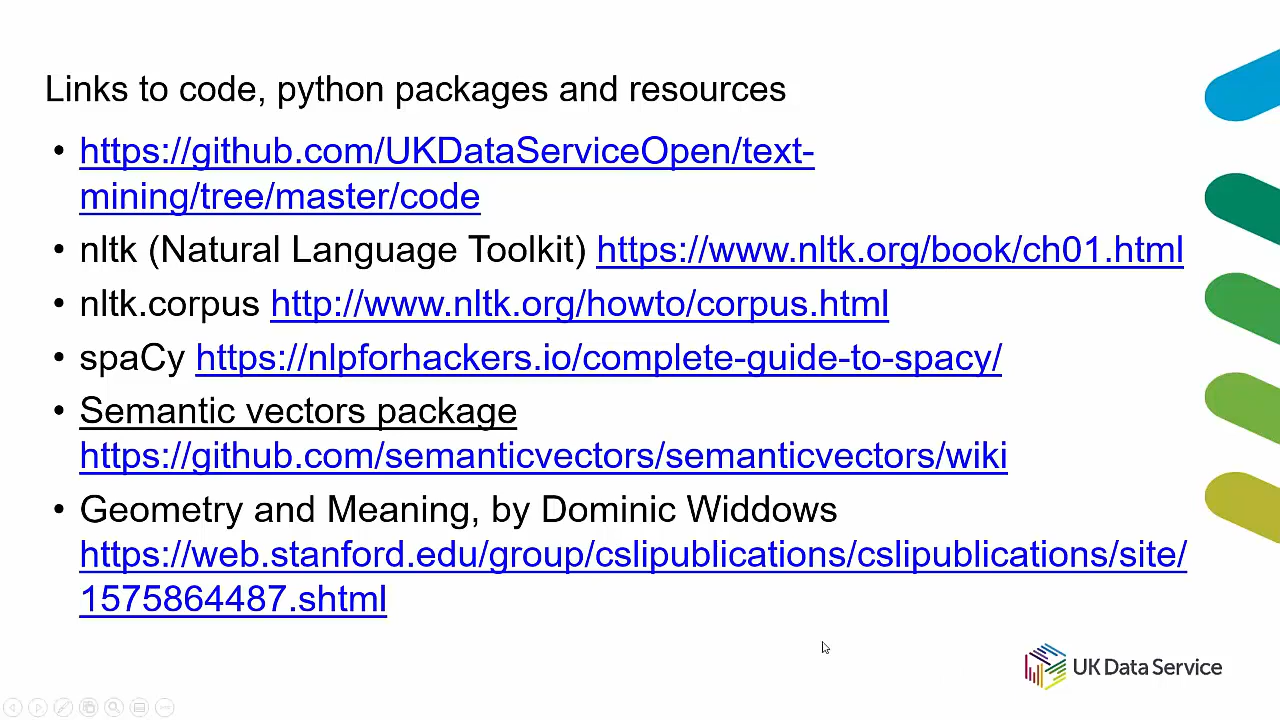 Links to code, python packages and resources
• https://github.com/UKDataServiceOpen/text-
mining/tree/master/code
• nltk (Natural Language Toolkit) https://www.nltk.org/book/ch01.html
• nltk.corpus http://www.nltk.org/howto/corpus.html
• spaCy https://nlpforhackers.io/complete-guide-to-spacy/
• Semantic vectors package
https://github.com/semanticvectors/semanticvectors/wiki
• Geometry and Meaning, by Dominic Widdows
https://web.stanford.edu/group/cslipublications/cslipublications/site/
1575864487.shtml
UK Data Service